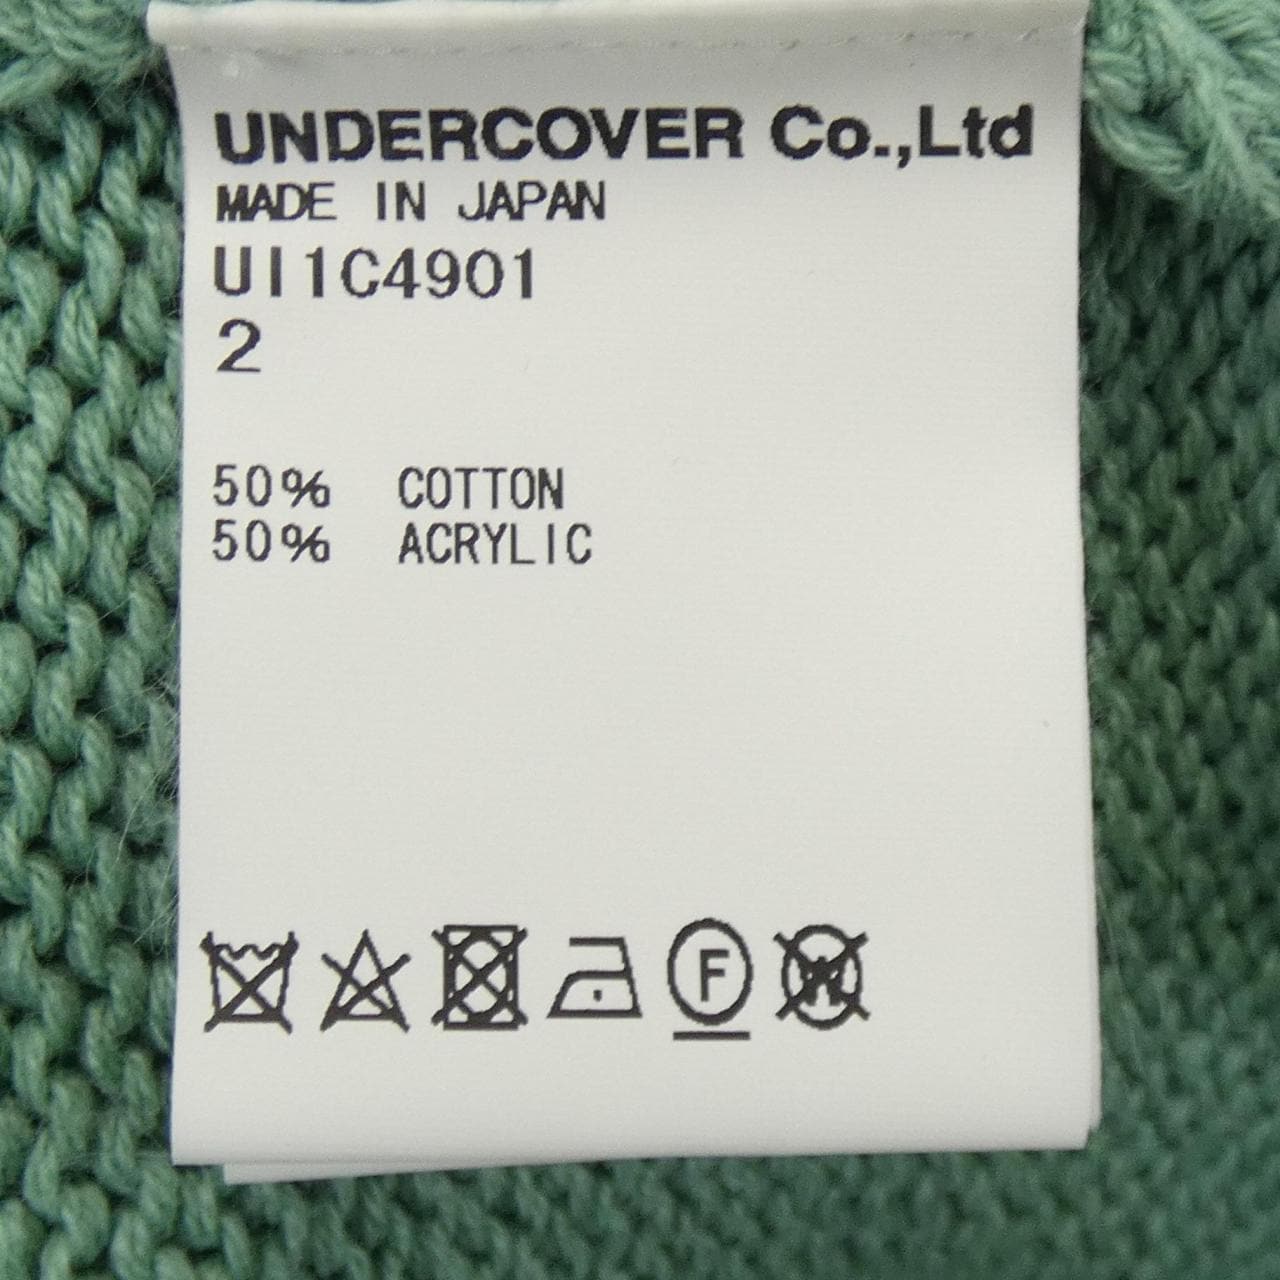 UNDERCOVER Co.,Ltd
MADE IN JAPAN
UI1C4901
2
50% COTTON
50% ACRYLIC
F
W